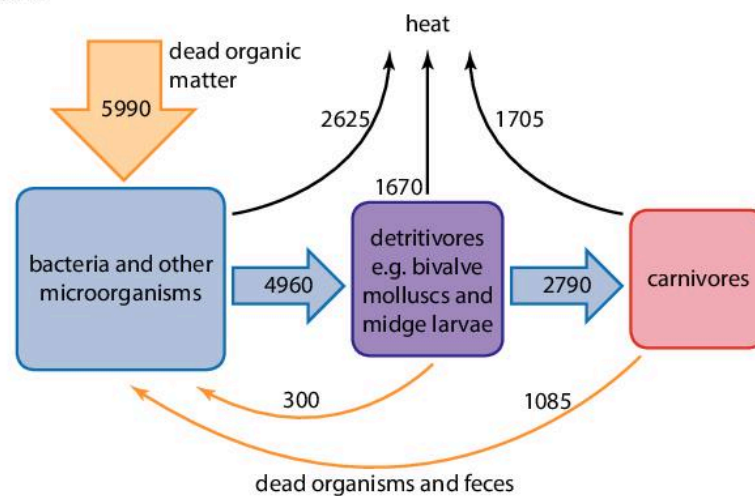 heat
dead organic
matter
5990
2625
1705
1670
bacteria and other
microorganisms
4960
detritivores
e.g. bivalve
molluscs and
midge larvae
2790
carnivores
300
1085
dead organisms and feces